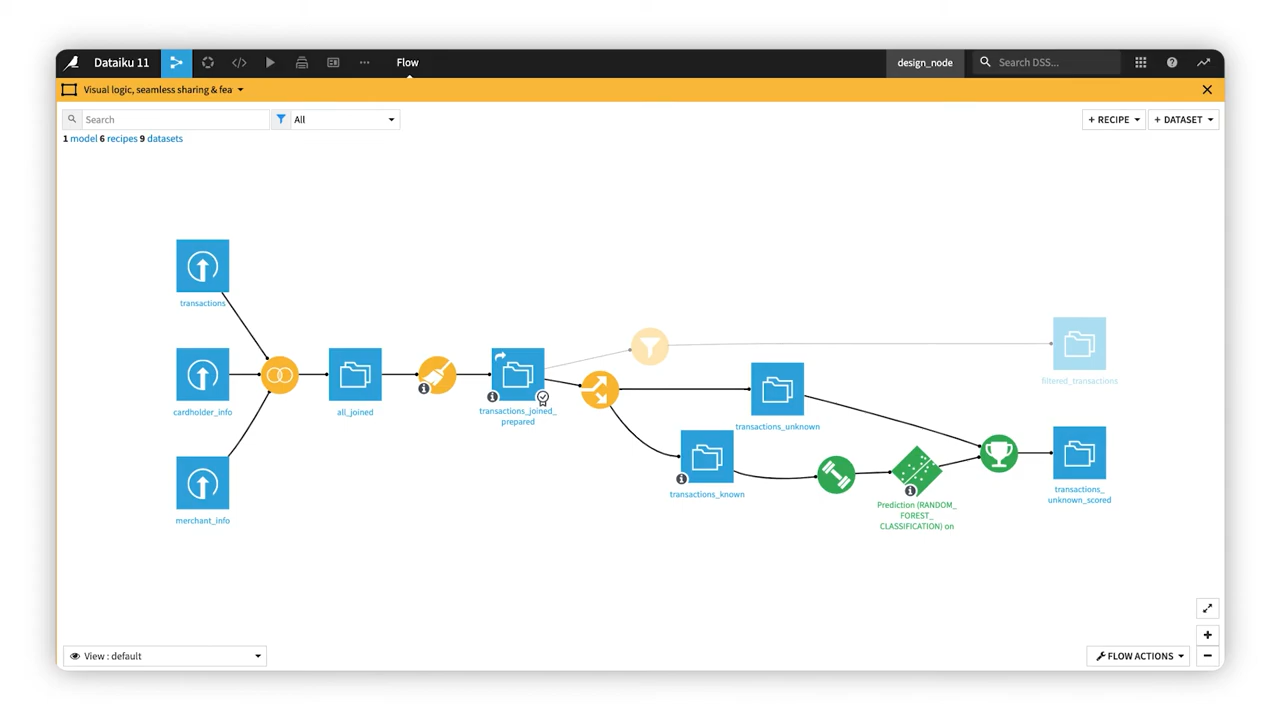 Dataiku 11
Flow
design_node
Search DSS...
Visual logic, seamless sharing & fea
Search
All
+ RECIPE
+ DATASET
1 model 6 recipes 9 datasets
transactions
cardholder_info
merchant_info
all_joined
transactions_joined_
prepared
filtered_transactions
transactions_unknown
transactions_known
Prediction (RANDOM_
FOREST_
CLASSIFICATION) on
transactions_
unknown_scored
View : default
FLOW ACTIONS